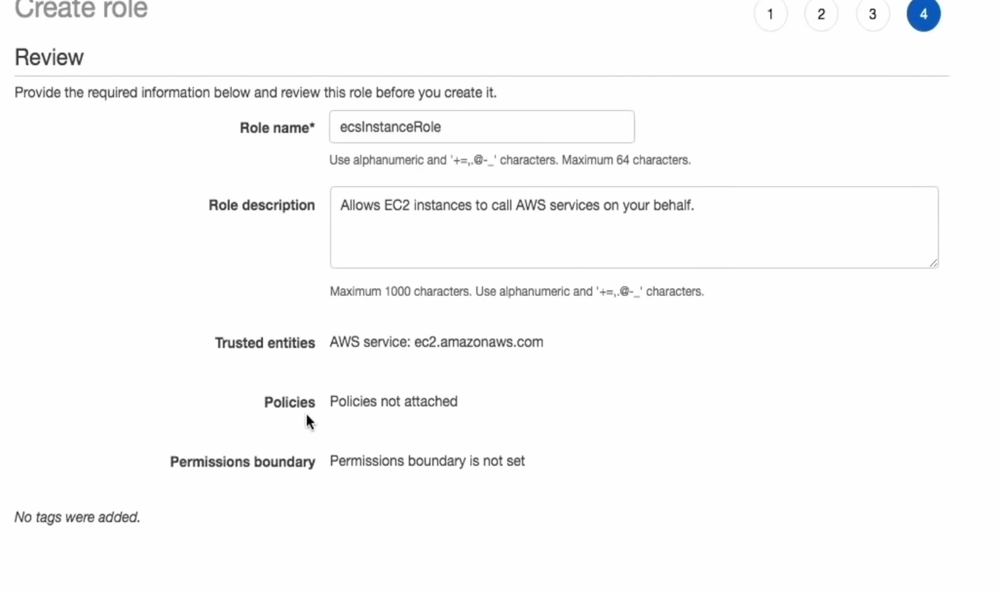 Create role
1 2 3 4
Review
Provide the required information below and review this role before you create it.
Role name* ecsInstanceRole
Use alphanumeric and '+=,.@-_' characters. Maximum 64 characters.
Role description Allows EC2 instances to call AWS services on your behalf.
Maximum 1000 characters. Use alphanumeric and '+=,.@-_' characters.
Trusted entities AWS service: ec2.amazonaws.com
Policies Policies not attached
Permissions boundary Permissions boundary is not set
No tags were added.